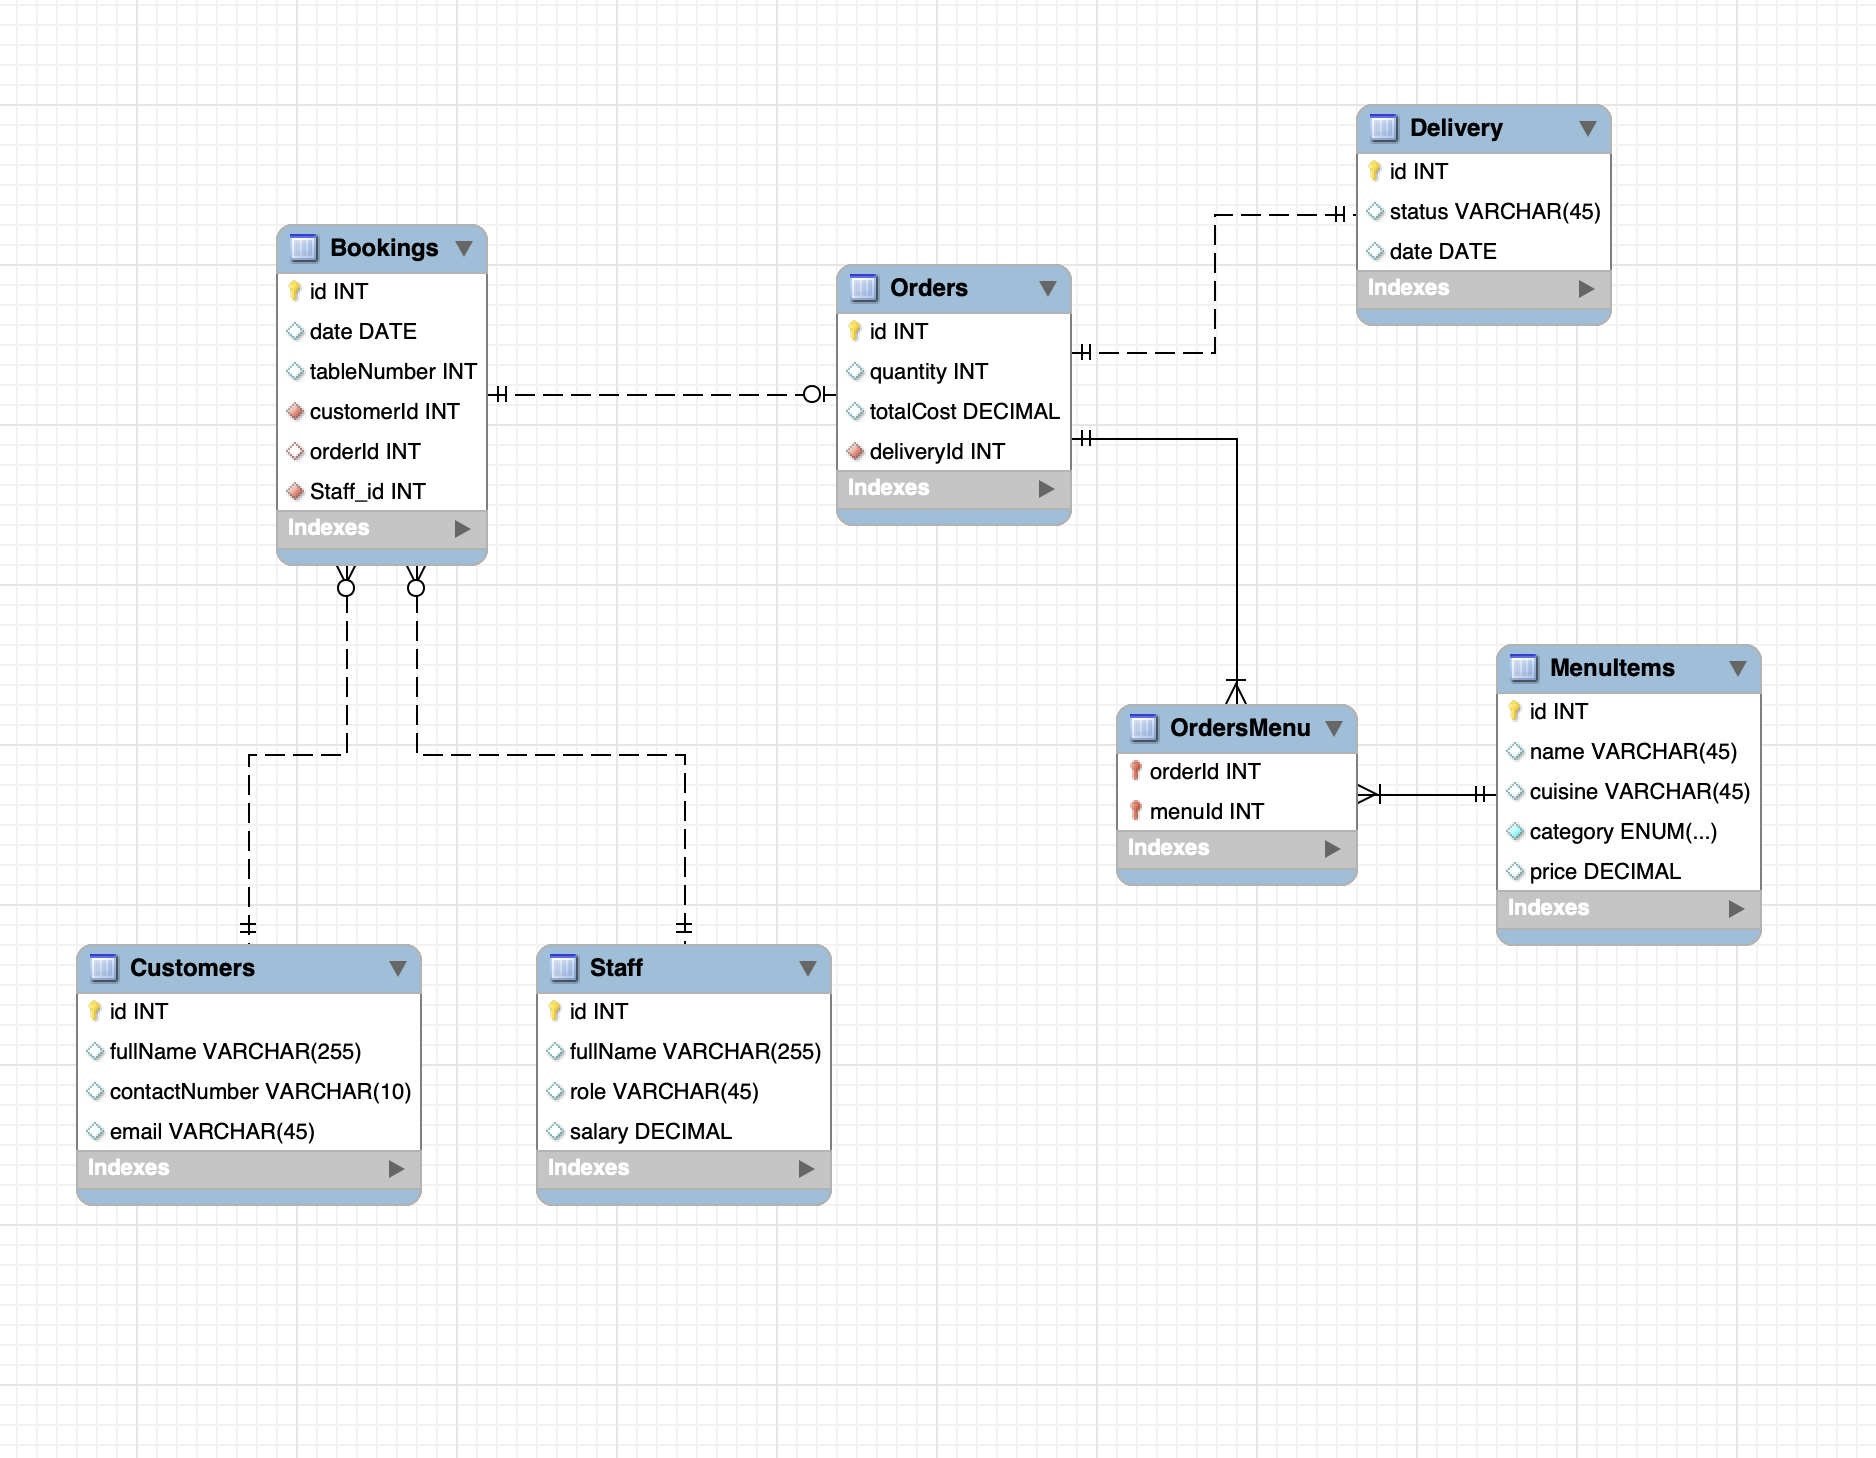 Delivery
id INT
status VARCHAR(45)
date DATE
Indexes
Bookings
id INT
date DATE
tableNumber INT
customerId INT
orderId INT
Staff_id INT
Indexes
Orders
id INT
quantity INT
totalCost DECIMAL
deliveryId INT
Indexes
OrdersMenu
orderId INT
menuId INT
Indexes
MenuItems
id INT
name VARCHAR(45)
cuisine VARCHAR(45)
category ENUM(...)
price DECIMAL
Indexes
Customers
id INT
fullName VARCHAR(255)
contactNumber VARCHAR(10)
email VARCHAR(45)
Indexes
Staff
id INT
fullName VARCHAR(255)
role VARCHAR(45)
salary DECIMAL
Indexes